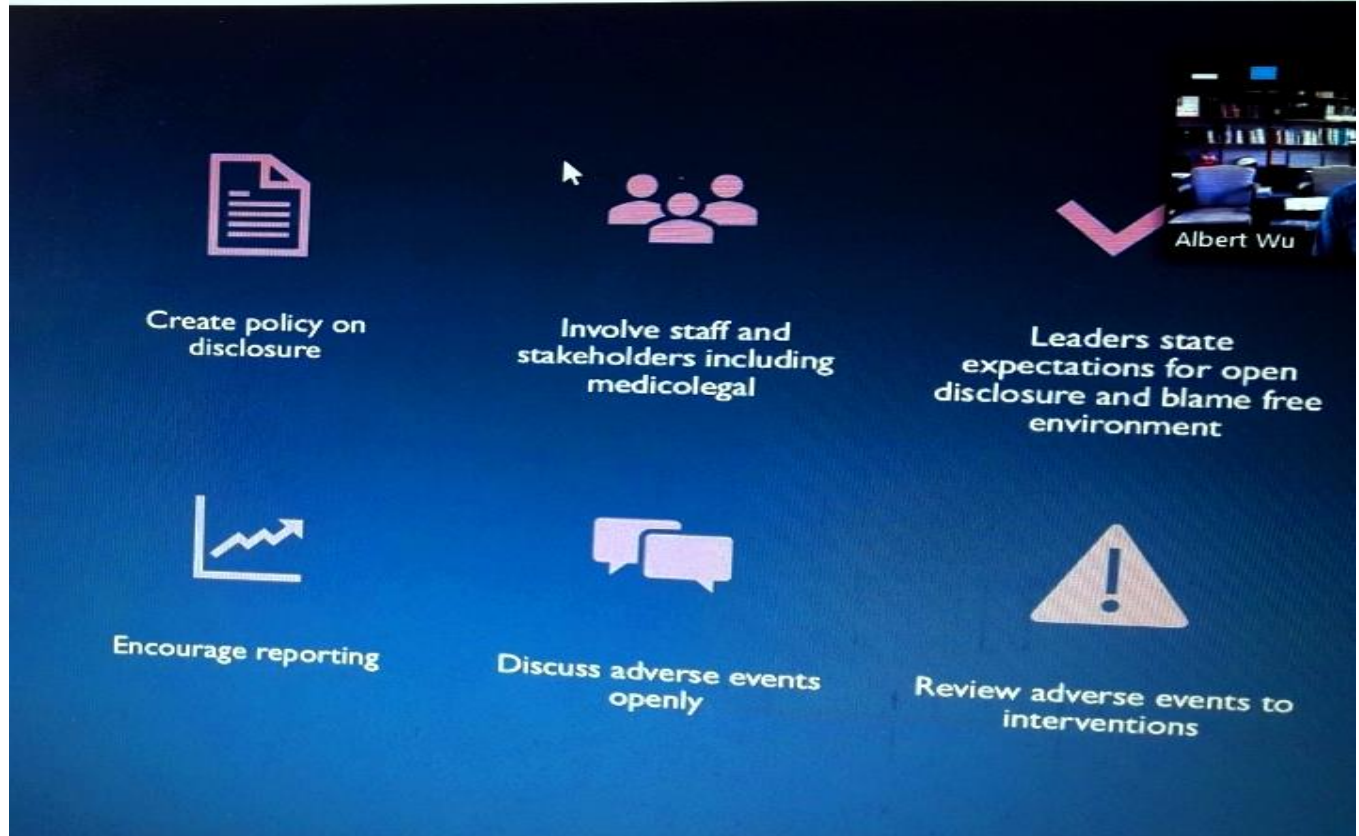 Albert Wu
Create policy on
disclosure
Involve staff and
stakeholders including
medicolegal
Leaders state
expectations for open
disclosure and blame free
environment
Encourage reporting
Discuss adverse events
openly
Review adverse events to
interventions